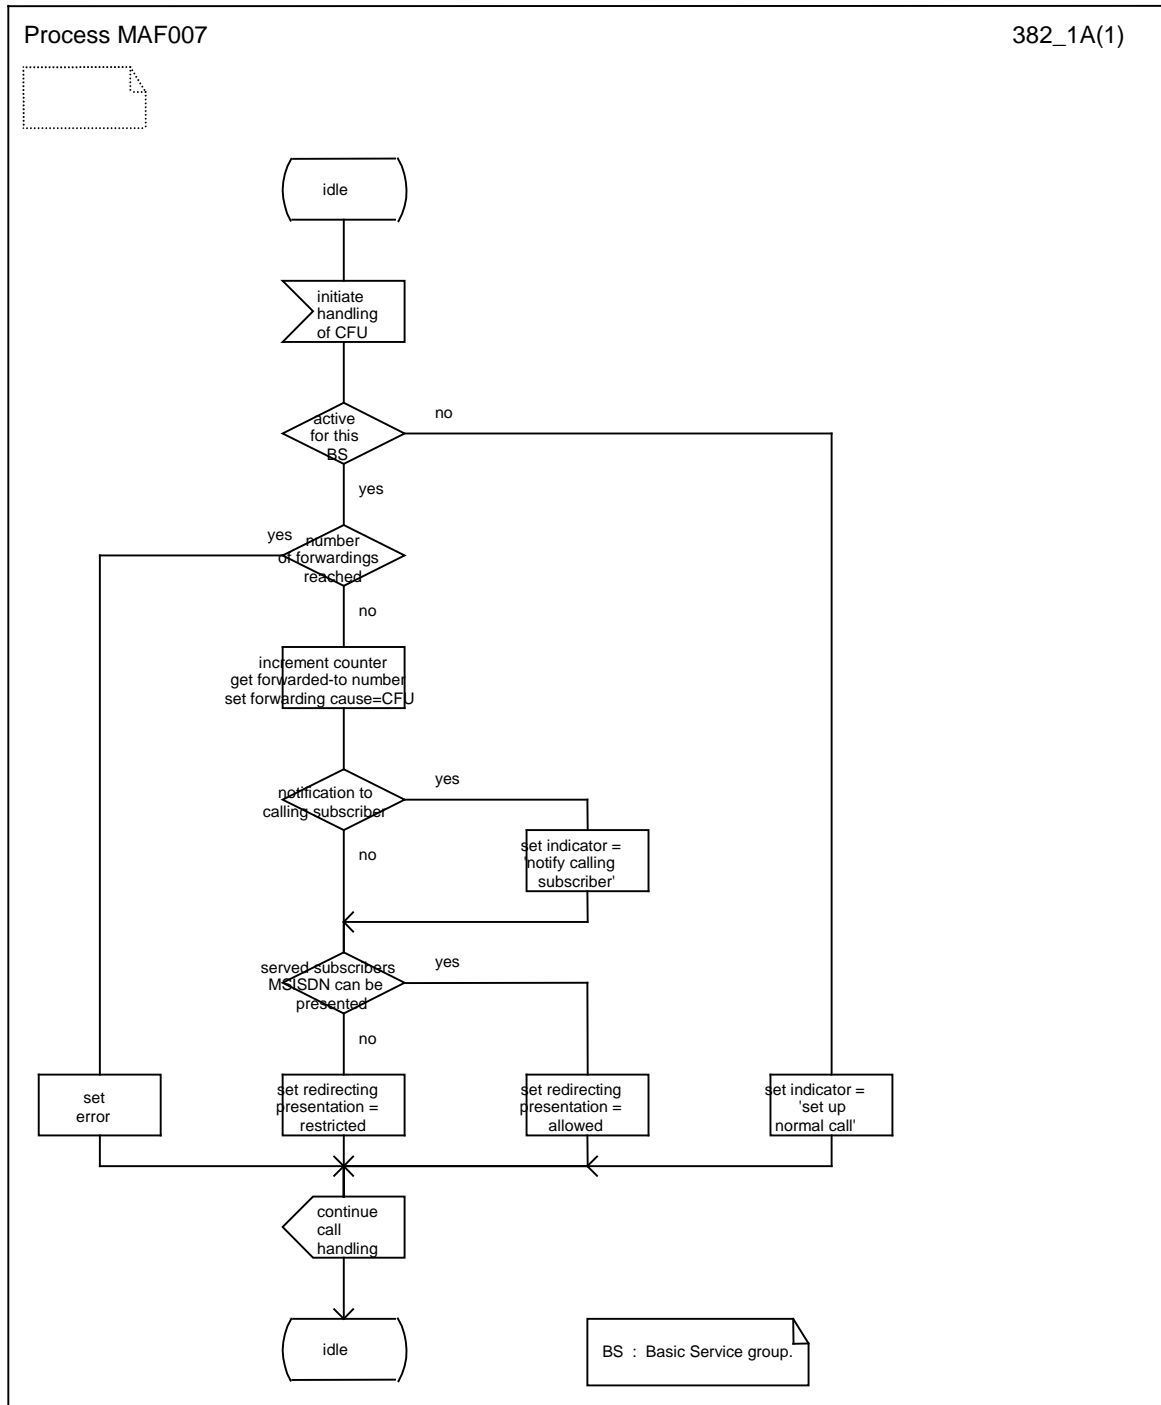 Process MAF007
382_1A(1)
idle
initiate
handling
of CFU
active
for this
BS
no
yes
yes
number
of forwardings
reached
no
increment counter
get forwarded-to number
set forwarding cause=CFU
notification to
calling subscriber
yes
no
set indicator =
'notify calling
subscriber'
served subscribers
MSISDN can be
presented
yes
no
set
error
set redirecting
presentation =
restricted
set redirecting
presentation =
allowed
set indicator =
'set up
normal call'
continue
call
handling
idle
BS : Basic Service group.